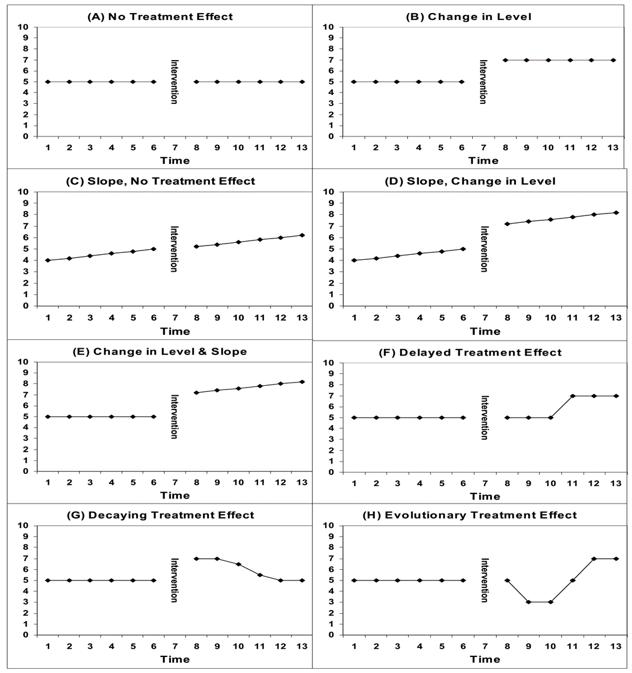 (A) No Treatment Effect
10
9
8
7
6
5
4
3
2
1
0
Intervention
1 2 3 4 5 6 7 8 9 10 11 12 13
Time
(B) Change in Level
10
9
8
7
6
5
4
3
2
1
0
Intervention
1 2 3 4 5 6 7 8 9 10 11 12 13
Time
(C) Slope, No Treatment Effect
10
9
8
7
6
5
4
3
2
1
0
Intervention
1 2 3 4 5 6 7 8 9 10 11 12 13
Time
(D) Slope, Change in Level
10
9
8
7
6
5
4
3
2
1
0
Intervention
1 2 3 4 5 6 7 8 9 10 11 12 13
Time
(E) Change in Level & Slope
10
9
8
7
6
5
4
3
2
1
0
Intervention
1 2 3 4 5 6 7 8 9 10 11 12 13
Time
(F) Delayed Treatment Effect
10
9
8
7
6
5
4
3
2
1
0
Intervention
1 2 3 4 5 6 7 8 9 10 11 12 13
Time
(G) Decaying Treatment Effect
10
9
8
7
6
5
4
3
2
1
0
Intervention
1 2 3 4 5 6 7 8 9 10 11 12 13
Time
(H) Evolutionary Treatment Effect
10
9
8
7
6
5
4
3
2
1
0
Intervention
1 2 3 4 5 6 7 8 9 10 11 12 13
Time